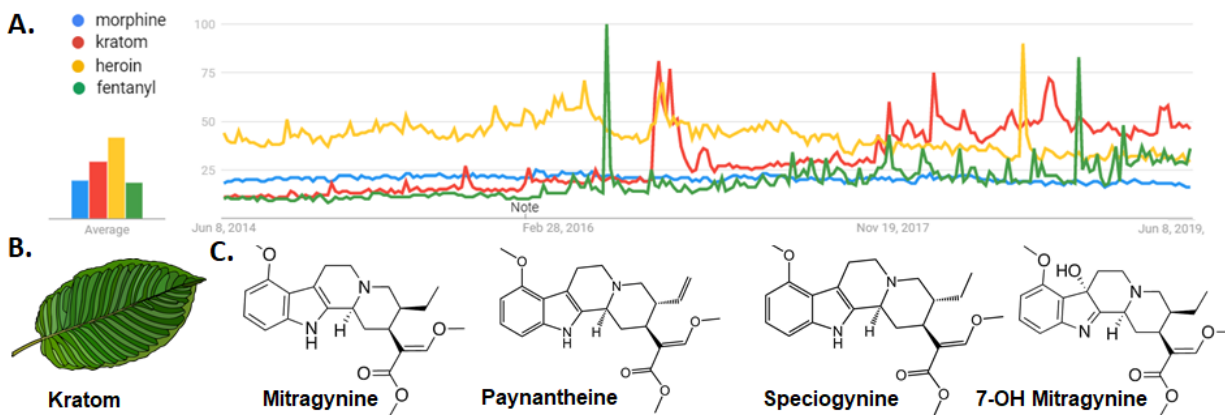 A.
morphine
kratom
heroin
fentanyl
Average
100
75
50
25
Note
Jun 8, 2014
Feb 28, 2016
Nov 19, 2017
Jun 8, 2019,
B.
Kratom
C.
O
O
N
N
H
H
O
O
O
Mitragynine
O
N
N
H
H
O
O
O
Paynantheine
O
N
N
H
H
O
O
O
Speciogynine
O
HO
N
N
H
O
O
O
7-OH Mitragynine